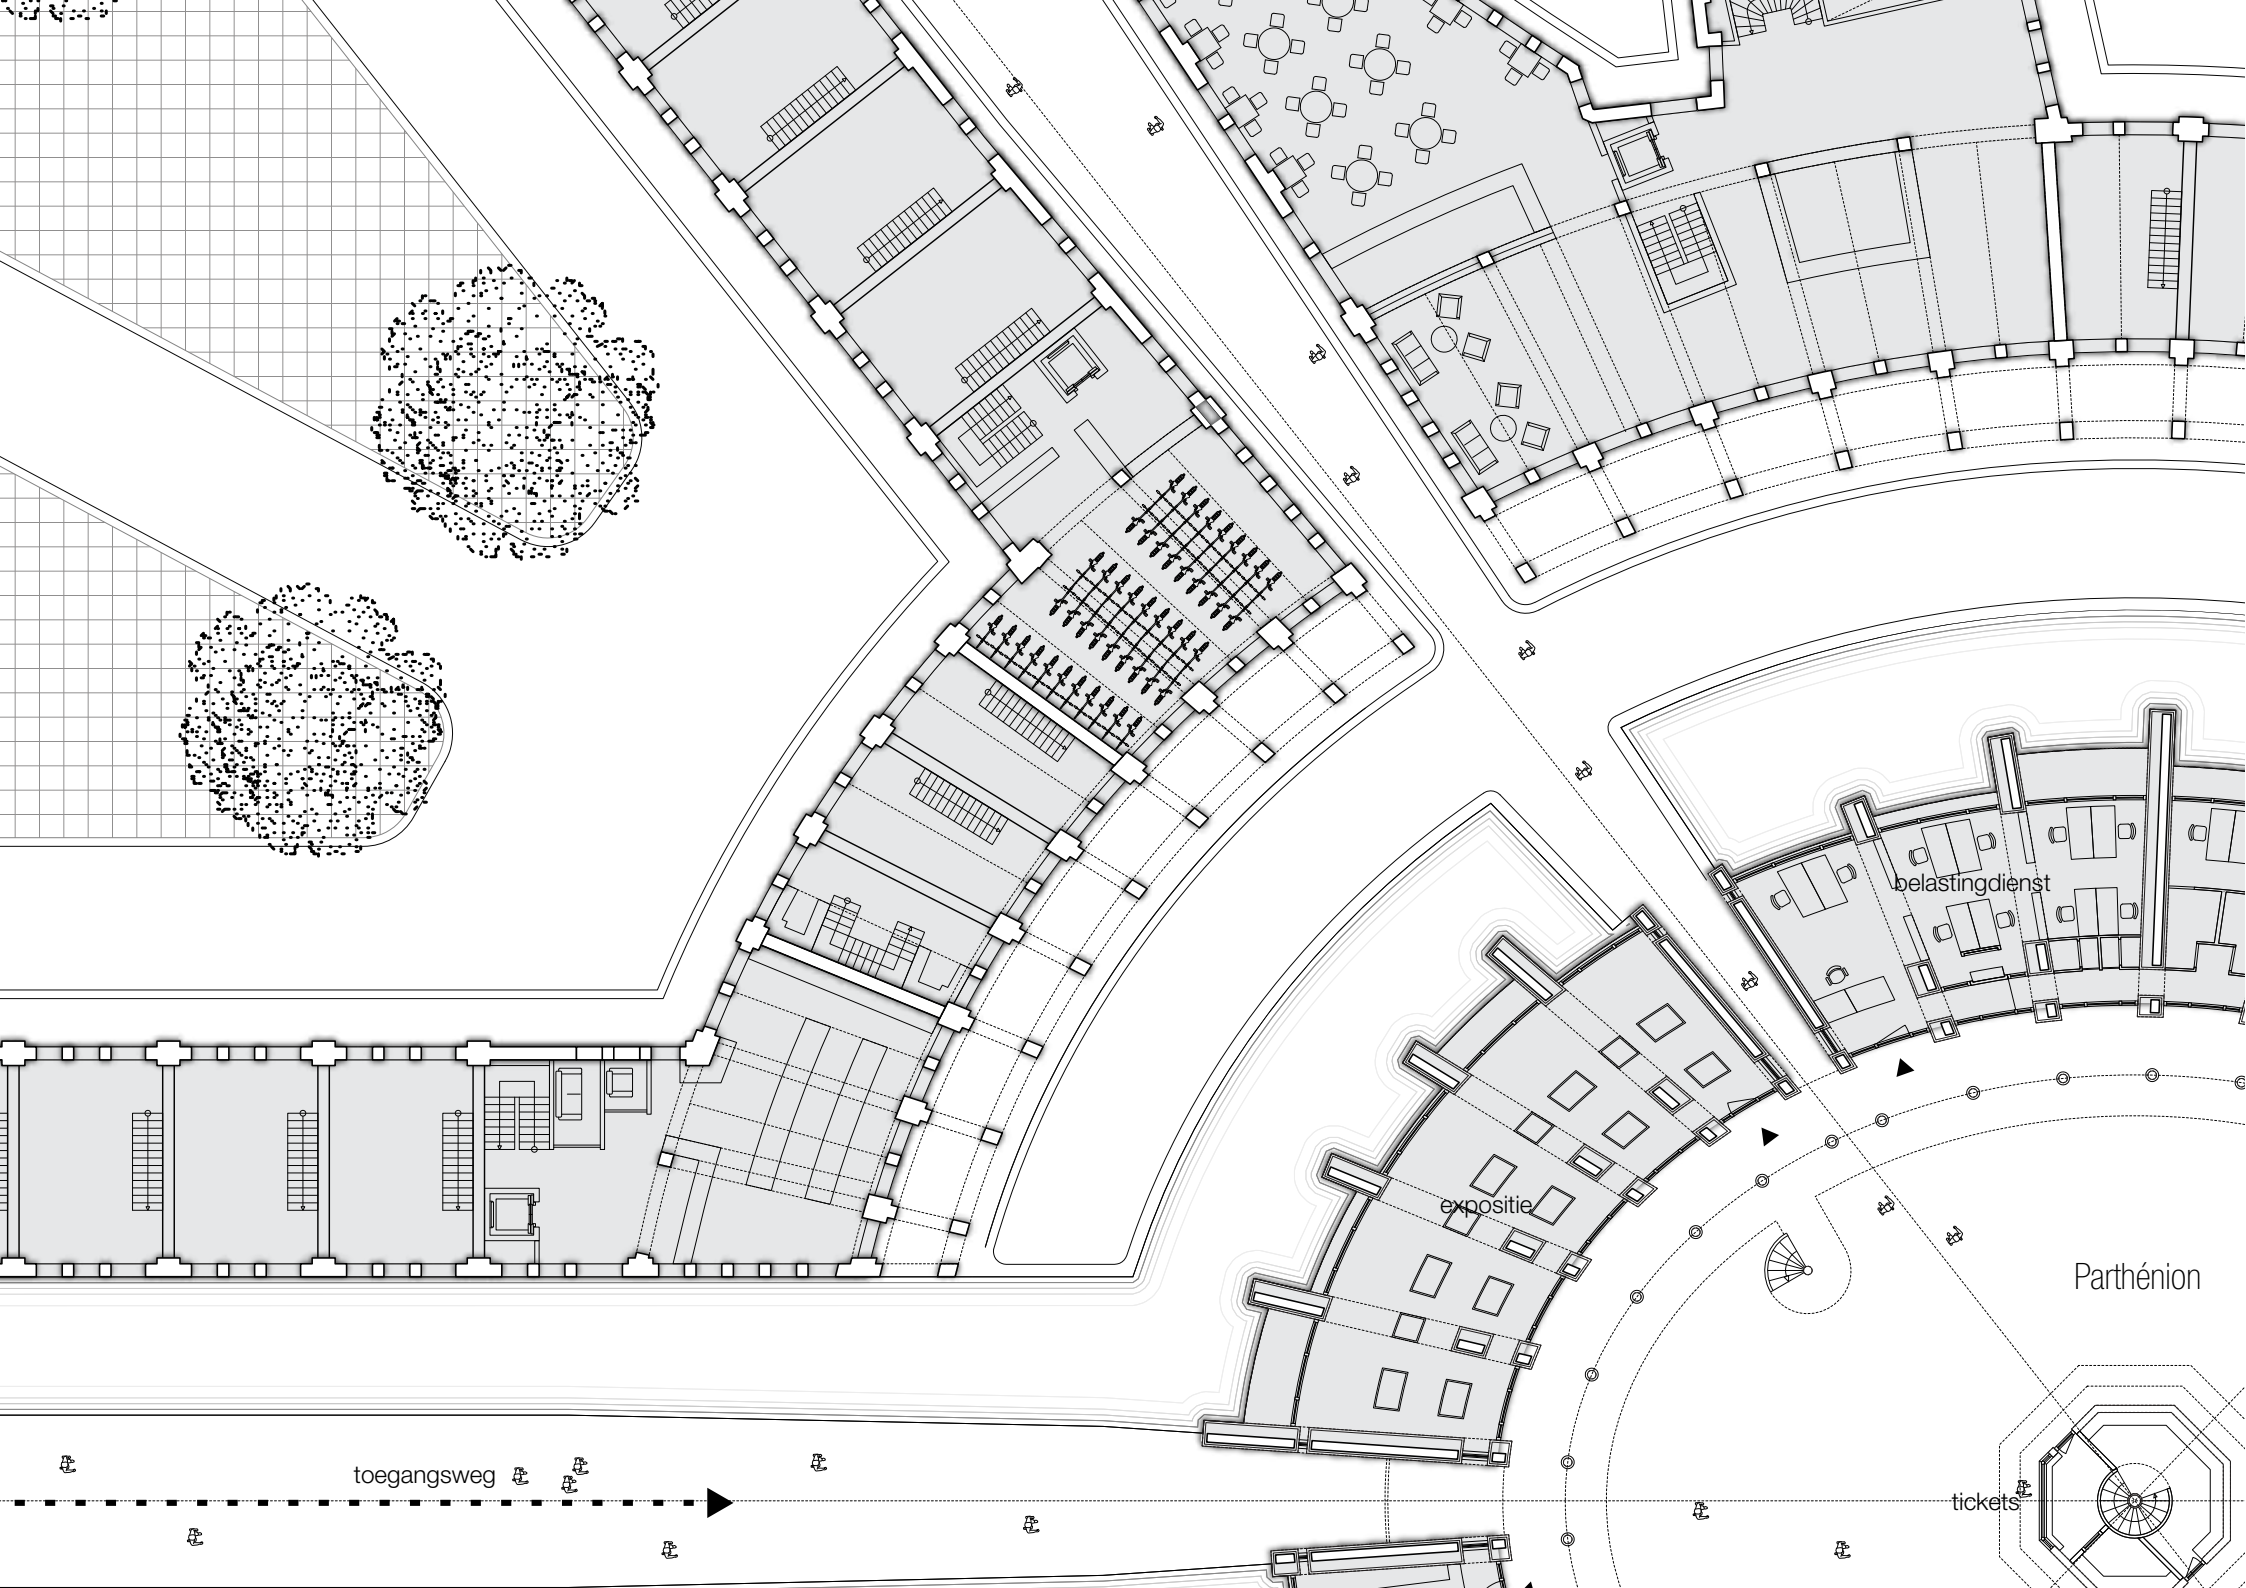 belastingdienst
expositie
Parthénion
toegangsweg
tickets